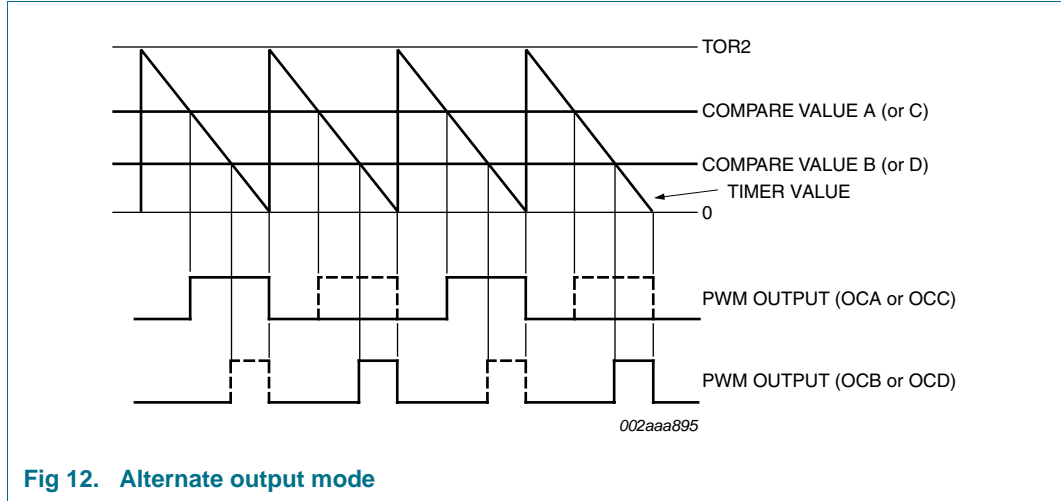 TOR2
COMPARE VALUE A (or C)
COMPARE VALUE B (or D)
TIMER VALUE
0
PWM OUTPUT (OCA or OCC)
PWM OUTPUT (OCB or OCD)
002aaa895
Fig 12. Alternate output mode